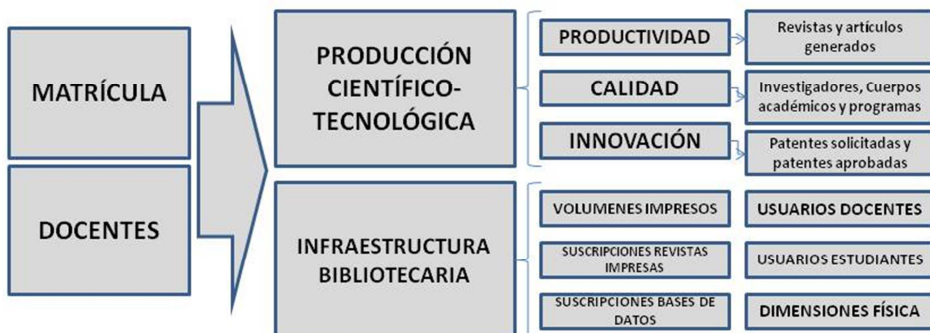 MATRÍCULA
DOCENTES
PRODUCCIÓN
CIENTÍFICO-
TECNOLÓGICA
PRODUCTIVIDAD
Revistas y artículos
generados
CALIDAD
Investigadores, Cuerpos
académicos y programas
INNOVACIÓN
Patentes solicitadas y
patentes aprobadas
INFRAESTRUCTURA
BIBLIOTECARIA
VOLUMENES IMPRESOS
USUARIOS DOCENTES
SUSCRIPCIONES REVISTAS
IMPRESAS
USUARIOS ESTUDIANTES
SUSCRIPCIONES BASES DE
DATOS
DIMENSIONES FÍSICA